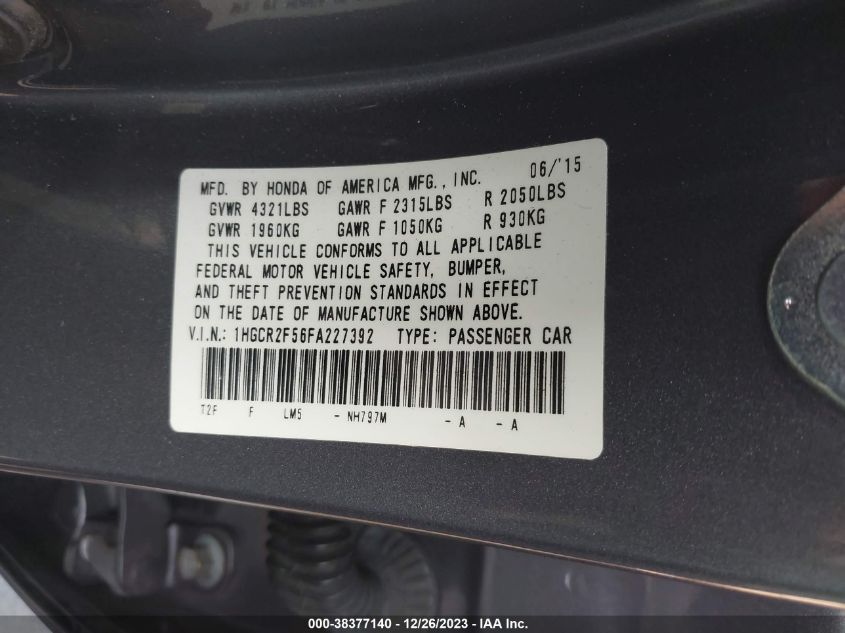 MFD. BY HONDA OF AMERICA MFG., INC. 06/'15
GVWR 4321LBS GAWR F 2315LBS R 2050LBS
GVWR 1960KG GAWR F 1050KG R 930KG
THIS VEHICLE CONFORMS TO ALL APPLICABLE
FEDERAL MOTOR VEHICLE SAFETY, BUMPER,
AND THEFT PREVENTION STANDARDS IN EFFECT
ON THE DATE OF MANUFACTURE SHOWN ABOVE.
V.I.N.: 1HGCR2F56FA227392 TYPE: PASSENGER CAR
T2F F LM5 - NH797M - A - A
000-38377140 - 12/26/2023 - IAA Inc.